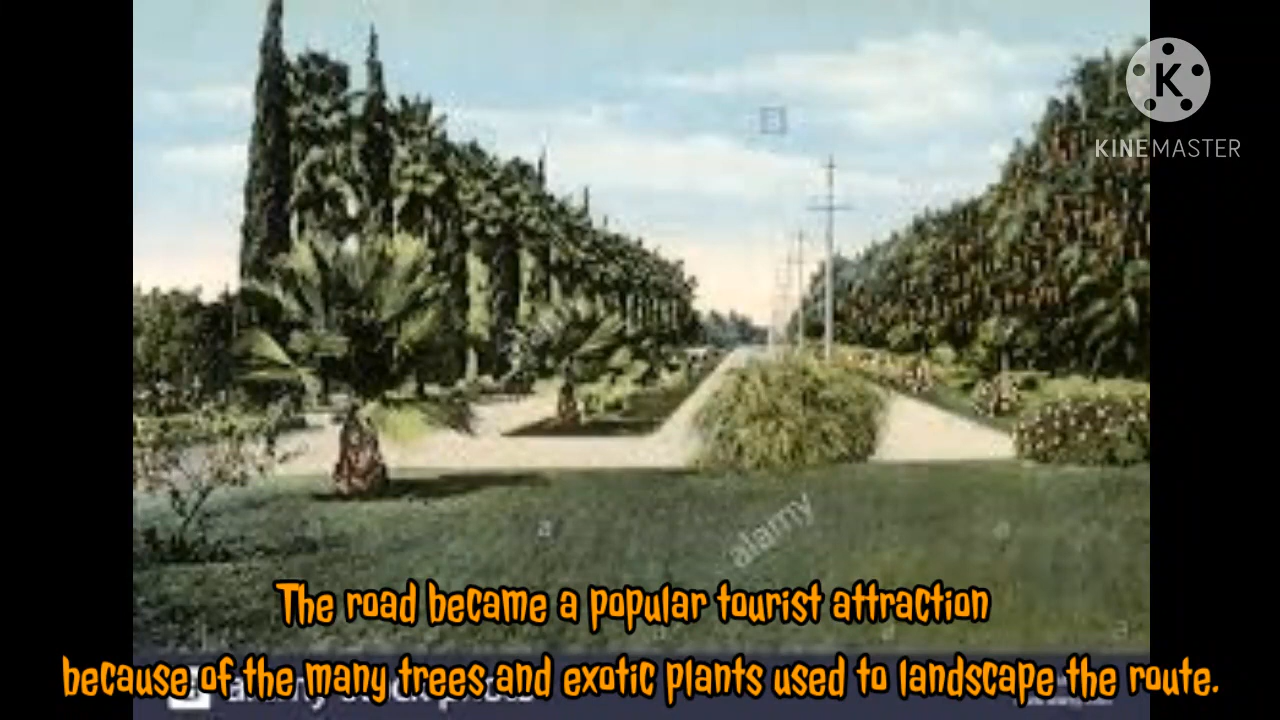 KINEMASTER
a
alamy
a
The road became a popular tourist attraction
because of the many trees and exotic plants used to landscape the route.